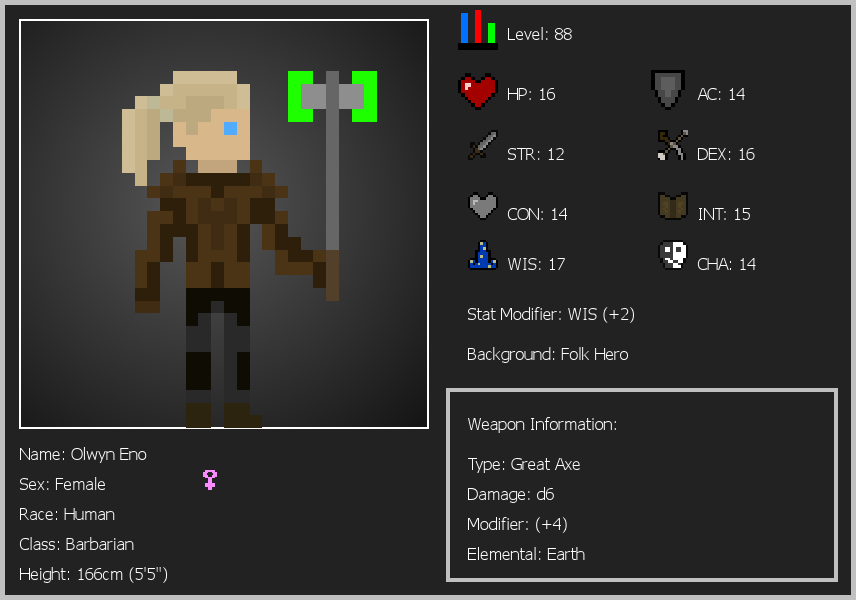 Level: 88
HP: 16
AC: 14
STR: 12
DEX: 16
CON: 14
INT: 15
WIS: 17
CHA: 14
Stat Modifier: WIS (+2)
Background: Folk Hero
Weapon Information:
Type: Great Axe
Damage: d6
Modifier: (+4)
Elemental: Earth
Name: Olwyn Eno
Sex: Female
Race: Human
Class: Barbarian
Height: 166cm (5'5")